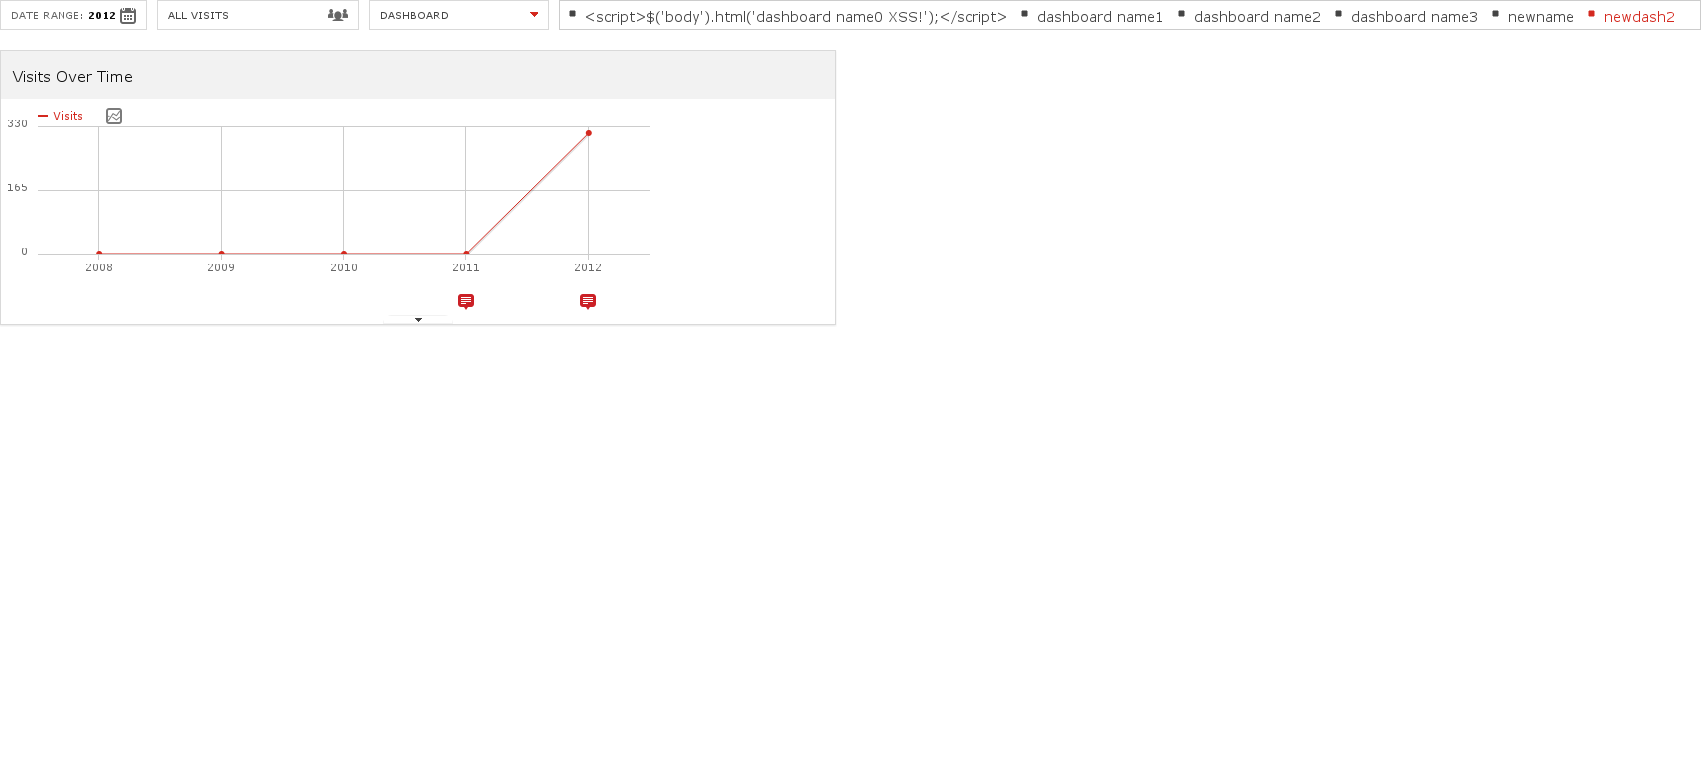 DATE RANGE: 2012
ALL VISITS
DASHBOARD
<script>$('body').html('dashboard name0 XSS!');</script> dashboard name1 dashboard name2 dashboard name3 newname newdash2
Visits Over Time
Visits
330
165
0
2008 2009 2010 2011 2012